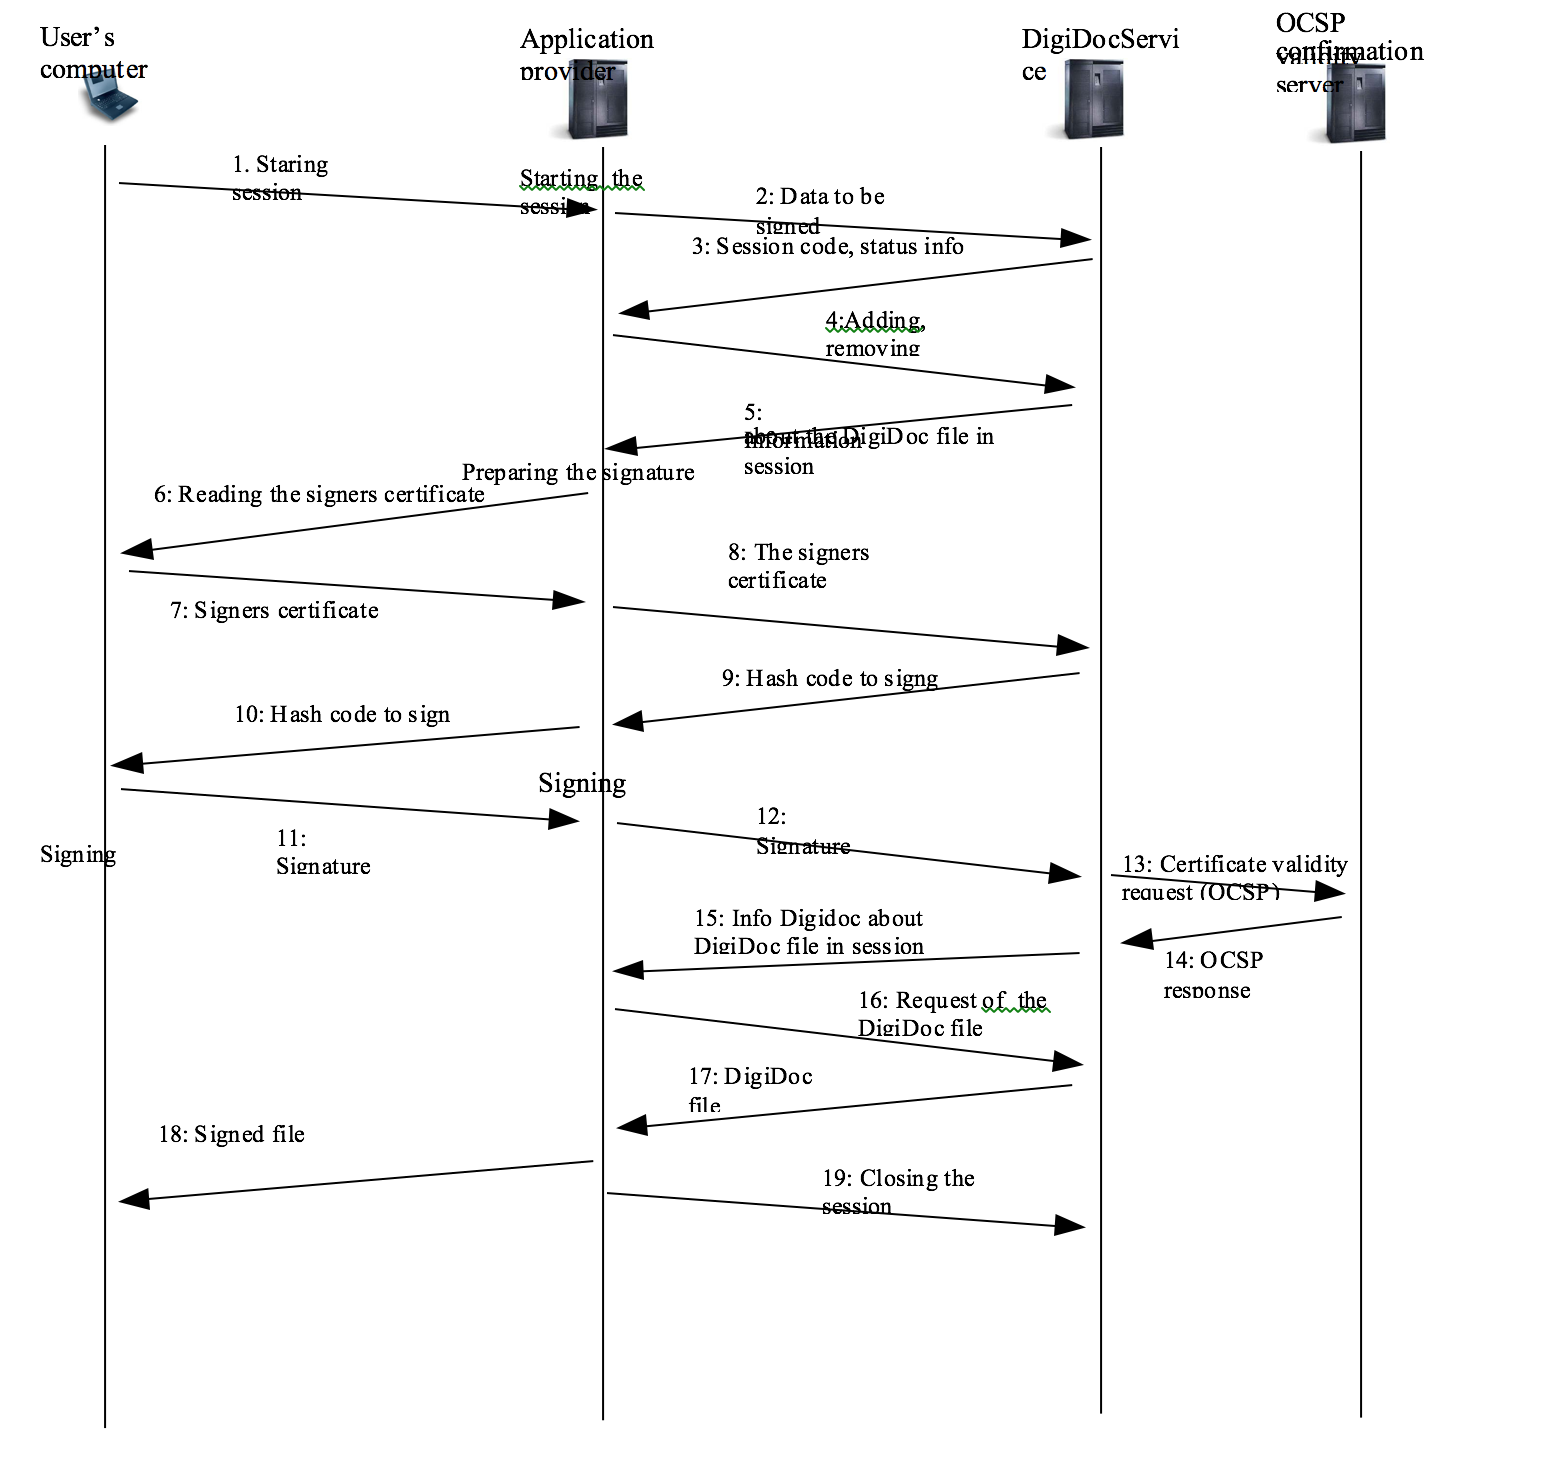 User's
computer
Application
provider
DigiDocServi
ce
OCSP
validity
confirmation
server
1. Staring
session
Starting the
session
2: Data to be
signed
3: Session code, status info
4:Adding,
removing
5:
Information
about the DigiDoc file in
session
Preparing the signature
6: Reading the signers certificate
7: Signers certificate
8: The signers
certificate
9: Hash code to signg
10: Hash code to sign
Signing
11:
Signature
Signing
12:
Signature
13: Certificate validity
request (OCSP)
14: OCSP
response
15: Info Digidoc about
DigiDoc file in session
16: Request of the
DigiDoc file
17: DigiDoc
file
18: Signed file
19: Closing the
session